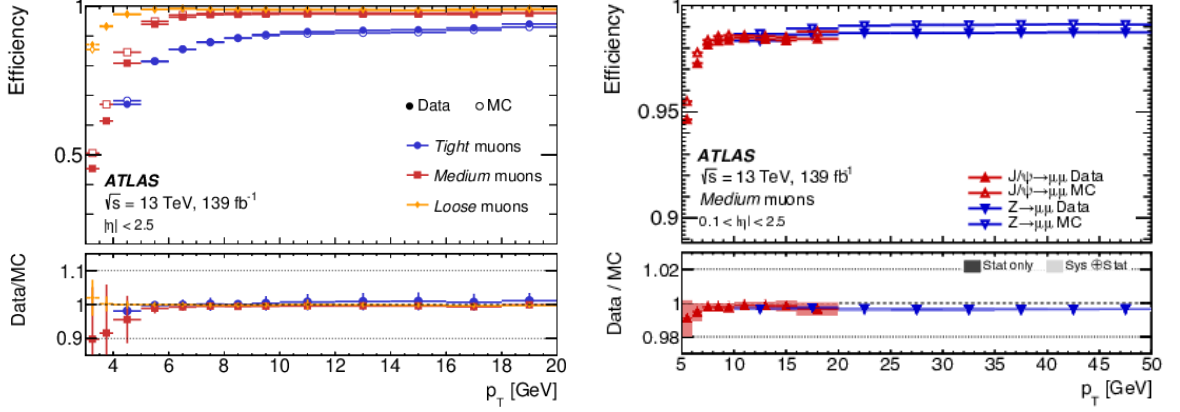 Efficiency
1
0.5
Data MC
Tight muons
Medium muons
Loose muons
ATLAS
√s = 13 TeV, 139 fb⁻¹
|η| < 2.5
Data/MC
1.1
1
0.9
4 6 8 10 12 14 16 18 20
p_T [GeV]
Efficiency
1
0.95
0.9
ATLAS
√s = 13 TeV, 139 fb⁻¹
Medium muons
0.1 < |η| < 2.5
J/ψ→μμ Data
J/ψ→μμ MC
Z→μμ Data
Z→μμ MC
Data / MC
1.02
1
0.98
Stat only Sys ⊕ Stat
5 10 15 20 25 30 35 40 45 50
p_T [GeV]